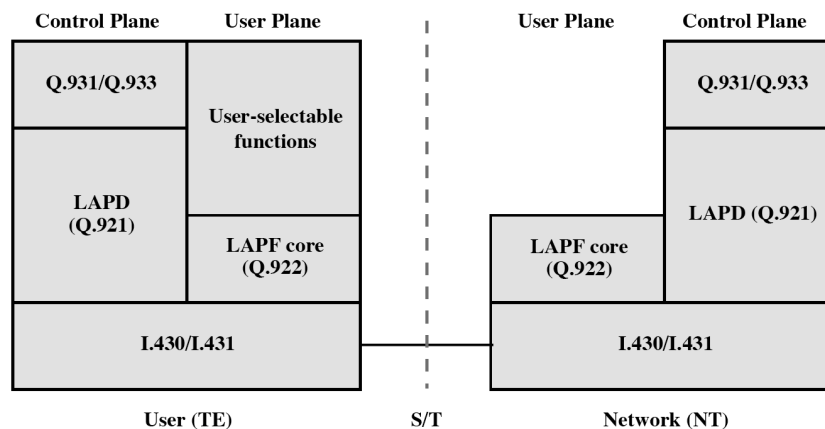 Control Plane
User Plane
User Plane
Control Plane
Q.931/Q.933
User-selectable
functions
Q.931/Q.933
LAPD
(Q.921)
LAPD (Q.921)
LAPF core
(Q.922)
LAPF core
(Q.922)
I.430/I.431
I.430/I.431
User (TE)
S/T
Network (NT)